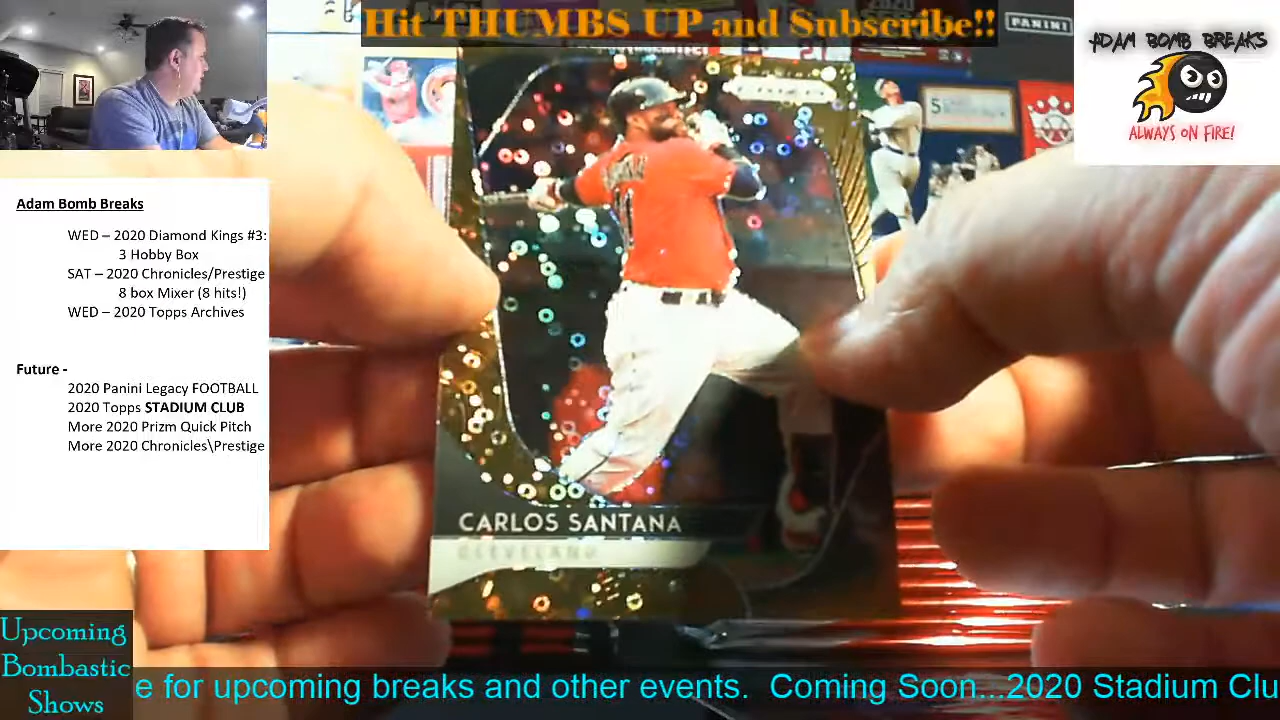 Hit THUMBS UP and Subscribe!!
PANINI
ADAM BOMB BREAKS
ALWAYS ON FIRE!
Adam Bomb Breaks
WED – 2020 Diamond Kings #3:
3 Hobby Box
SAT – 2020 Chronicles/Prestige
8 box Mixer (8 hits!)
WED – 2020 Topps Archives
Future -
2020 Panini Legacy FOOTBALL
2020 Topps STADIUM CLUB
More 2020 Prizm Quick Pitch
More 2020 Chronicles\Prestige
CARLOS SANTANA
CLEVELAND
Upcoming
Bombastic
Shows
e for upcoming breaks and other events. Coming Soon...2020 Stadium Clu